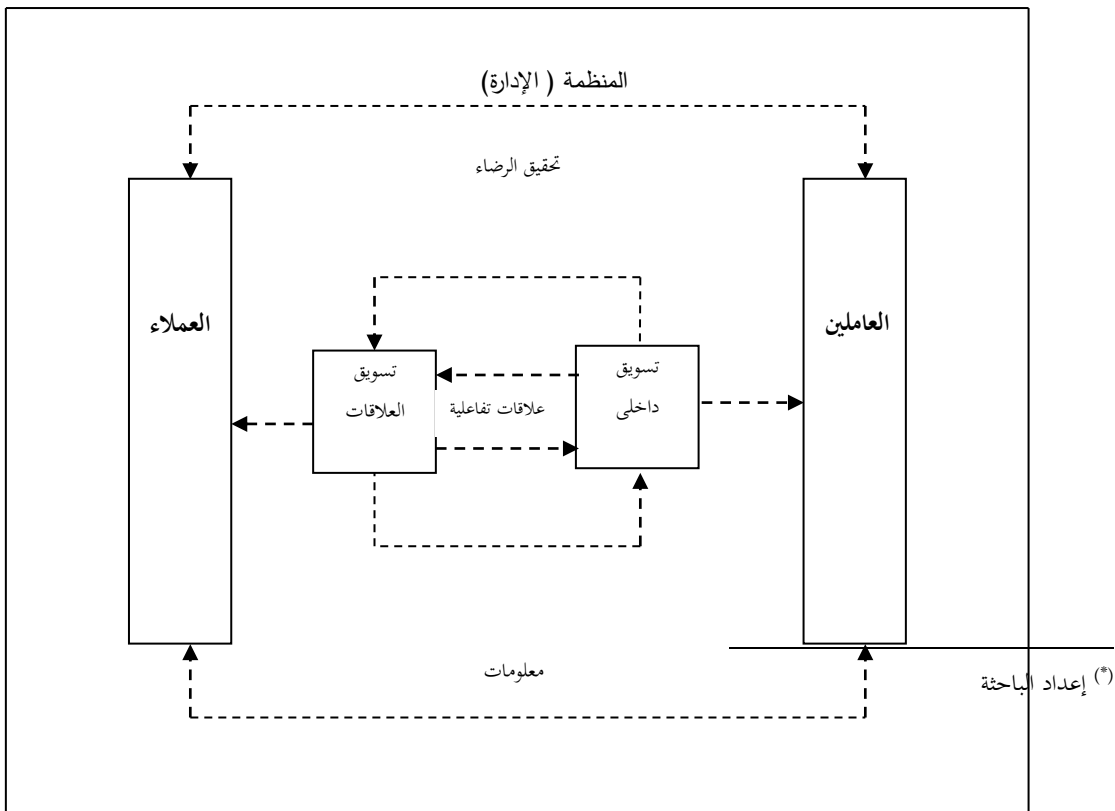 المنظمة ( الإدارة)
تحقيق الرضاء
العاملين
العملاء
تسويق
داخلى
تسويق
العلاقات
علاقات تفاعلية
معلومات
(*) إعداد الباحثة